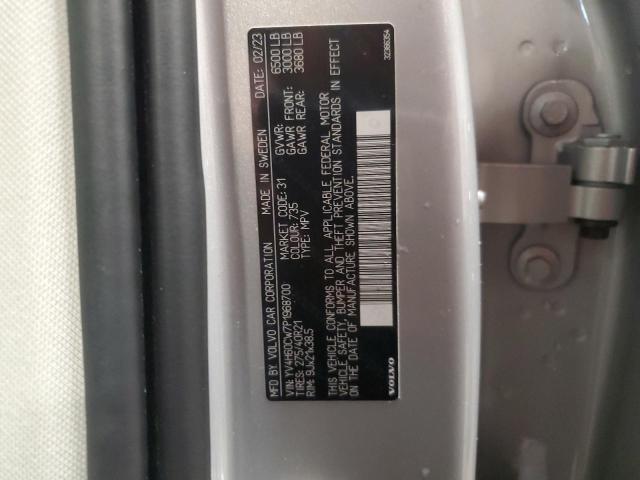 MFD BY: VOLVO CAR CORPORATION MADE IN SWEDEN DATE: 02/23
VIN: YV4H60CW7P1968700 MARKET CODE: 31 GVWR: 6500 LB
TIRES: 275/40R21 COLOUR: 735 GAWR FRONT: 3000 LB
RIM: 9Jx21x38.5 TYPE: MPV GAWR REAR: 3680 LB
THIS VEHICLE CONFORMS TO ALL APPLICABLE FEDERAL MOTOR
VEHICLE SAFETY, BUMPER AND THEFT PREVENTION STANDARDS IN EFFECT
ON THE DATE OF MANUFACTURE SHOWN ABOVE.
VOLVO 32366354